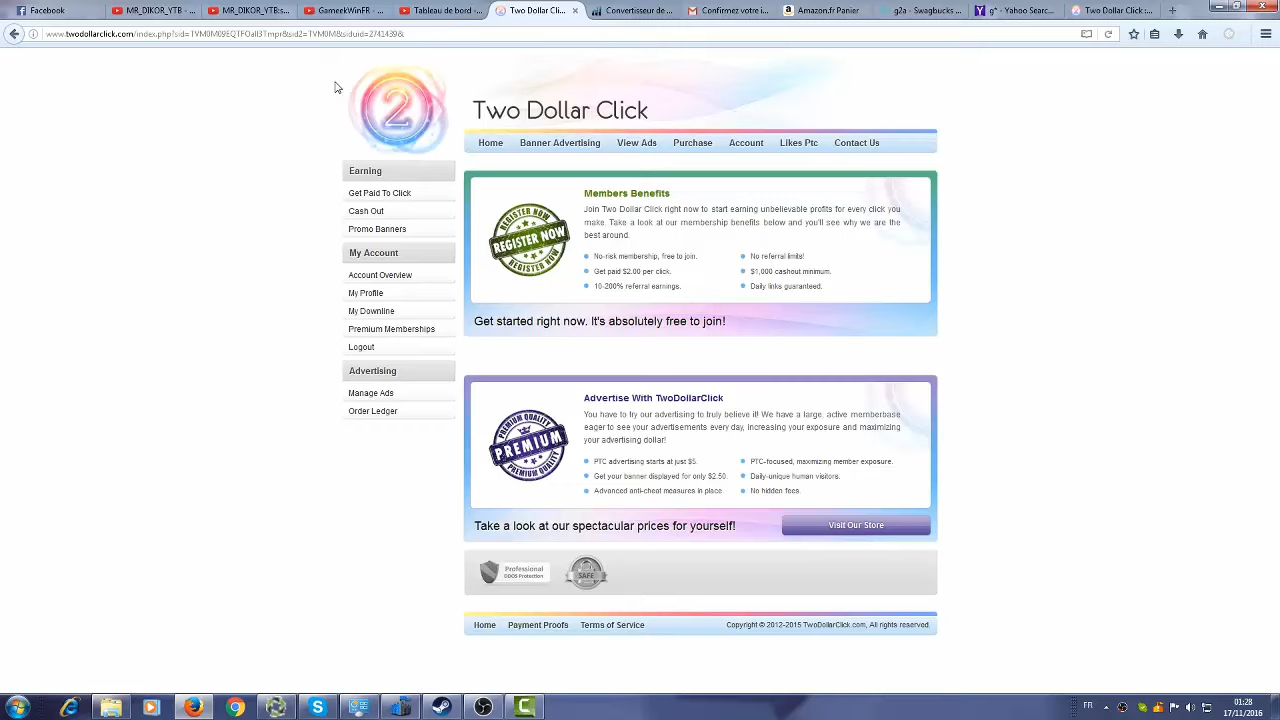 Facebook
MR_DIKOR_YTB - ...
MR_DIKOR_YTB:s...
GameekWinFR - ...
Tableau de bord -...
Two Dollar Cli...
Convertisseur de ...
Confirmez votre i...
Amazon.fr Panier
g2a - Swagbucks ...
g* - Yahoo Searc...
Two Dollar Click :...
Two Dollar Click
Home
Banner Advertising
View Ads
Purchase
Account
Likes Ptc
Contact Us
Earning
Get Paid To Click
Cash Out
Promo Banners
My Account
Account Overview
My Profile
My Downline
Premium Memberships
Logout
Advertising
Manage Ads
Order Ledger
REGISTER NOW
REGISTER NOW
REGISTER NOW
Members Benefits
Join Two Dollar Click right now to start earning unbelievable profits for every click you
make. Take a look at our membership benefits below and you'll see why we are the
best around.
No-risk membership, free to join.
No referral limits!
Get paid $2.00 per click.
$1,000 cashout minimum.
10-200% referral earnings.
Daily links guaranteed.
Get started right now. It's absolutely free to join!
PREMIUM QUALITY
PREMIUM
PREMIUM QUALITY
Advertise With TwoDollarClick
You have to try our advertising to truly believe it! We have a large, active memberbase
eager to see your advertisements every day, increasing your exposure and maximizing
your advertising dollar!
PTC advertising starts at just $5.
PTC-focused, maximizing member exposure.
Get your banner displayed for only $2.50.
Daily-unique human visitors.
Advanced anti-cheat measures in place.
No hidden fees.
Take a look at our spectacular prices for yourself!
Visit Our Store
Professional
DDOS Protection
SAFE
Home
Payment Proofs
Terms of Service
Copyright © 2012-2015 TwoDollarClick.com, All rights reserved.
FR
01:28
17/11/2016